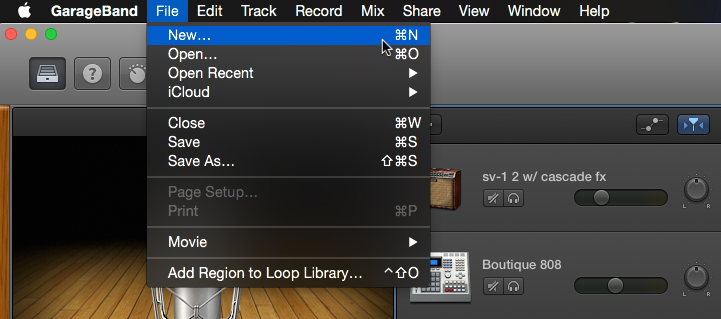 GarageBand File Edit Track Record Mix Share View Window Help
New... ⌘N
Open... ⌘O
Open Recent ▶
iCloud ▶
Close ⌘W
Save ⌘S
Save As... ⇧⌘S
Page Setup...
Print ⌘P
Movie ▶
Add Region to Loop Library... ^⇧O
?
sv-1 2 w/ cascade fx
L R
Boutique 808
L R